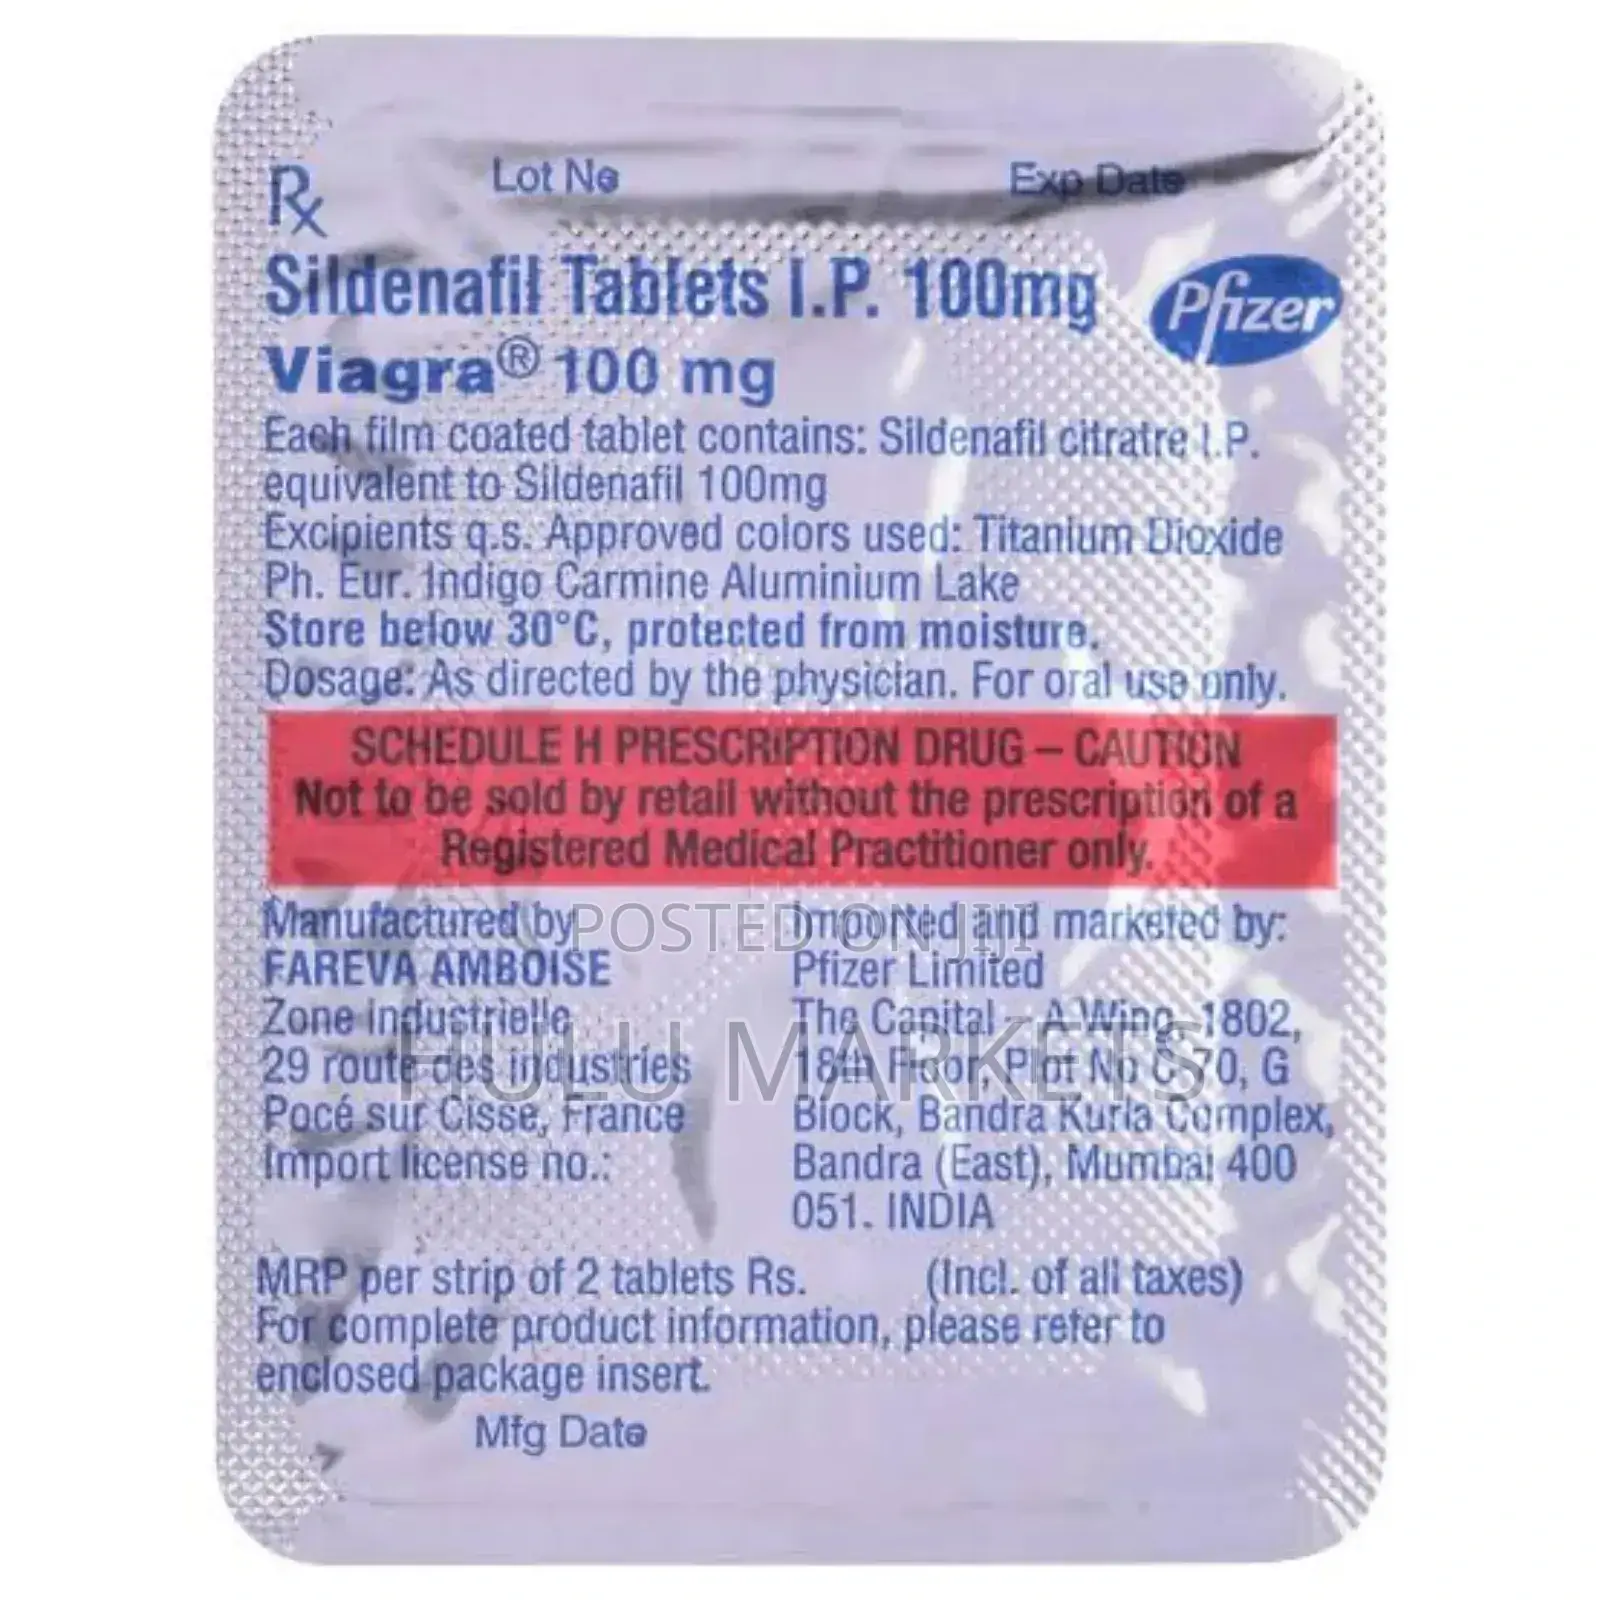 Rx
Lot No
Exp Date
Sildenafil Tablets I.P. 100mg
Pfizer
Viagra® 100 mg
Each film coated tablet contains: Sildenafil citratre I.P.
equivalent to Sildenafil 100mg
Excipients q.s. Approved colors used: Titanium Dioxide
Ph. Eur. Indigo Carmine Aluminium Lake
Store below 30°C, protected from moisture.
Dosage: As directed by the physician. For oral use only.
SCHEDULE H PRESCRIPTION DRUG – CAUTION
Not to be sold by retail without the prescription of a
Registered Medical Practitioner only.
Manufactured by
FAREVA AMBOISE
Zone Industrielle
29 route des industries
Pocé sur Cisse, France
Import license no.:
Imported and marketed by:
Pfizer Limited
The Capital - A Wing, 1802,
18th Floor, Plot No C-70, G
Block, Bandra Kurla Complex,
Bandra (East), Mumbai 400
051. INDIA
POSTED ON JIJI
HULU MARKETS
MRP per strip of 2 tablets Rs. (Incl. of all taxes)
For complete product information, please refer to
enclosed package insert.
Mfg Date